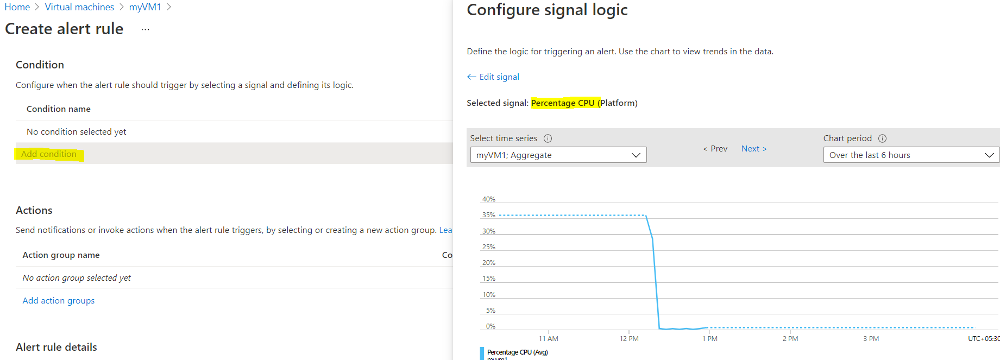 Home > Virtual machines > myVM1 >
Create alert rule ...
Condition
Configure when the alert rule should trigger by selecting a signal and defining its logic.
Condition name
No condition selected yet
Add condition
Actions
Send notifications or invoke actions when the alert rule triggers, by selecting or creating a new action group. Lea
Action group name Co
No action group selected yet
Add action groups
Alert rule details
Configure signal logic
Define the logic for triggering an alert. Use the chart to view trends in the data.
← Edit signal
Selected signal: Percentage CPU (Platform)
Select time series
myVM1; Aggregate
< Prev Next >
Chart period
Over the last 6 hours
40%
35%
30%
25%
20%
15%
10%
5%
0%
11 AM 12 PM 1 PM 2 PM 3 PM UTC+05:30
Percentage CPU (Avg)
mvm1